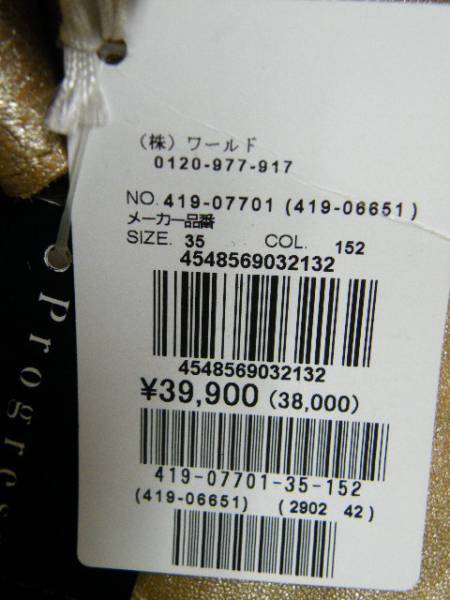 (株)ワールド
0120-977-917
NO. 419-07701 (419-06651)
メーカー品番
SIZE. 35 COL. 152
4548569032132
4548569032132
¥39,900 (38,000)
419-07701-35-152
(419-06651) (2902 42)
Progres